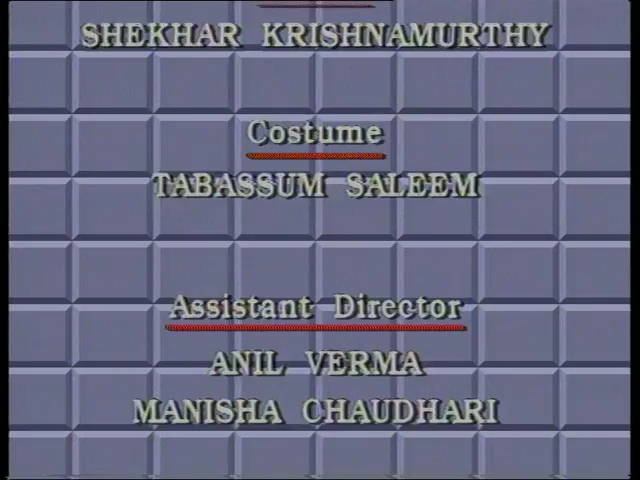 SHEKHAR KRISHNAMURTHY
Costume
TABASSUM SALEEM
Assistant Director
ANIL VERMA
MANISHA CHAUDHARI